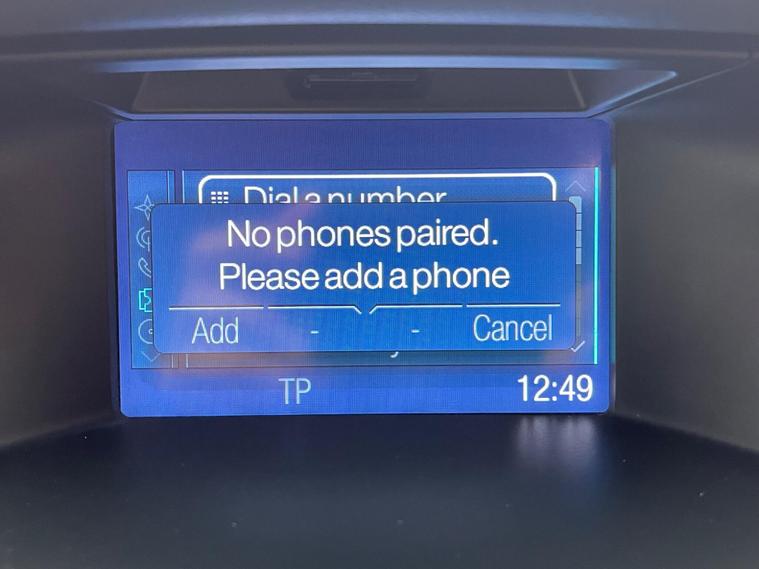 Dial a number
No phones paired.
Please add a phone
Add - - Cancel
TP 12:49